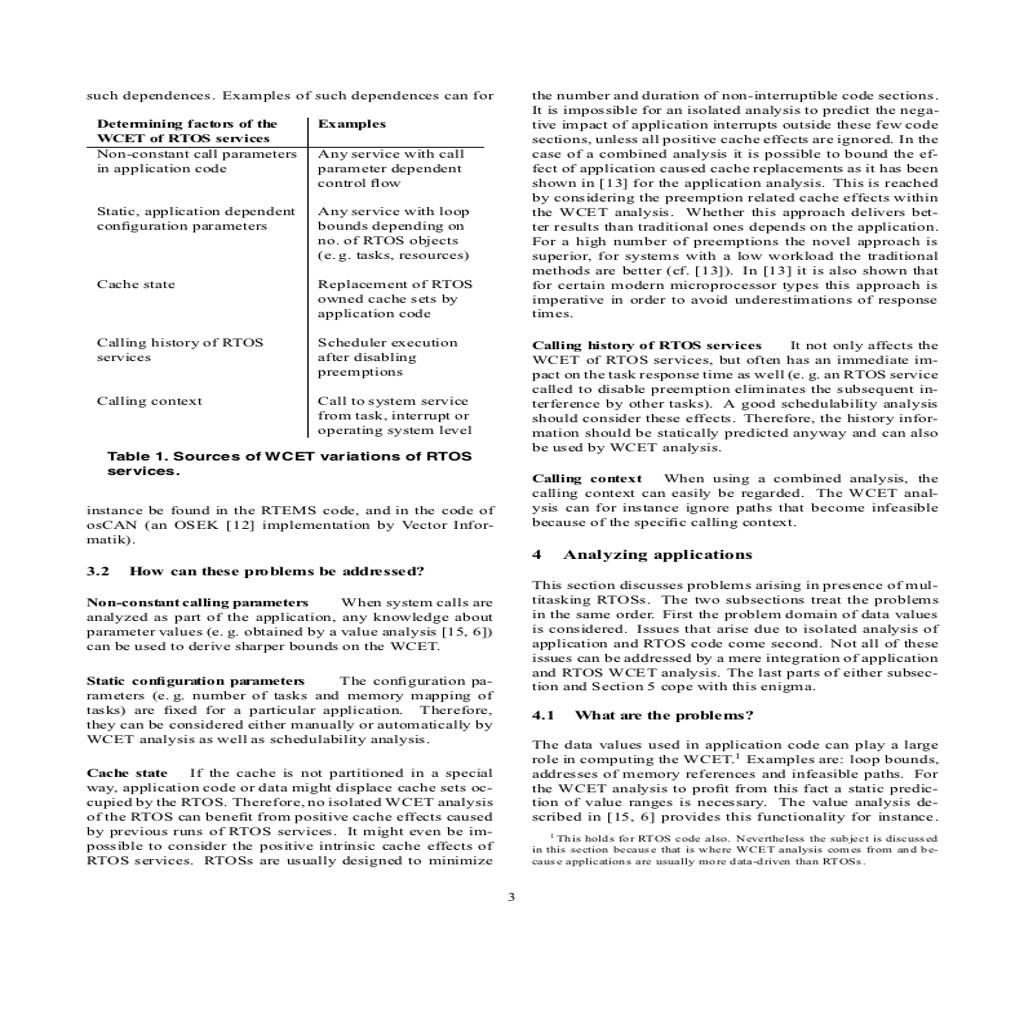 such dependences. Examples of such dependences can for
Determining factors of the Examples
WCET of RTOS services
Non-constant call parameters Any service with call
in application code parameter dependent
control flow
Static, application dependent Any service with loop
configuration parameters bounds depending on
no. of RTOS objects
(e. g. tasks, resources)
Cache state Replacement of RTOS
owned cache sets by
application code
Calling history of RTOS Scheduler execution
services after disabling
preemptions
Calling context Call to system service
from task, interrupt or
operating system level
Table 1. Sources of WCET variations of RTOS
services.
instance be found in the RTEMS code, and in the code of
osCAN (an OSEK [12] implementation by Vector Infor-
matik).
3.2 How can these problems be addressed?
Non-constant calling parameters When system calls are
analyzed as part of the application, any knowledge about
parameter values (e. g. obtained by a value analysis [15, 6])
can be used to derive sharper bounds on the WCET.
Static configuration parameters The configuration pa-
rameters (e. g. number of tasks and memory mapping of
tasks) are fixed for a particular application. Therefore,
they can be considered either manually or automatically by
WCET analysis as well as schedulability analysis.
Cache state If the cache is not partitioned in a special
way, application code or data might displace cache sets oc-
cupied by the RTOS. Therefore, no isolated WCET analysis
of the RTOS can benefit from positive cache effects caused
by previous runs of RTOS services. It might even be im-
possible to consider the positive intrinsic cache effects of
RTOS services. RTOSs are usually designed to minimize
the number and duration of non-interruptible code sections.
It is impossible for an isolated analysis to predict the nega-
tive impact of application interrupts outside these few code
sections, unless all positive cache effects are ignored. In the
case of a combined analysis it is possible to bound the ef-
fect of application caused cache replacements as it has been
shown in [13] for the application analysis. This is reached
by considering the preemption related cache effects within
the WCET analysis. Whether this approach delivers bet-
ter results than traditional ones depends on the application.
For a high number of preemptions the novel approach is
superior, for systems with a low workload the traditional
methods are better (cf. [13]). In [13] it is also shown that
for certain modern microprocessor types this approach is
imperative in order to avoid underestimations of response
times.
Calling history of RTOS services It not only affects the
WCET of RTOS services, but often has an immediate im-
pact on the task response time as well (e. g. an RTOS service
called to disable preemption eliminates the subsequent in-
terference by other tasks). A good schedulability analysis
should consider these effects. Therefore, the history infor-
mation should be statically predicted anyway and can also
be used by WCET analysis.
Calling context When using a combined analysis, the
calling context can easily be regarded. The WCET anal-
ysis can for instance ignore paths that become infeasible
because of the specific calling context.
4 Analyzing applications
This section discusses problems arising in presence of mul-
titasking RTOSs. The two subsections treat the problems
in the same order. First the problem domain of data values
is considered. Issues that arise due to isolated analysis of
application and RTOS code come second. Not all of these
issues can be addressed by a mere integration of application
and RTOS WCET analysis. The last parts of either subsec-
tion and Section 5 cope with this enigma.
4.1 What are the problems?
The data values used in application code can play a large
role in computing the WCET.1 Examples are: loop bounds,
addresses of memory references and infeasible paths. For
the WCET analysis to profit from this fact a static predic-
tion of value ranges is necessary. The value analysis de-
scribed in [15, 6] provides this functionality for instance.
1 This holds for RTOS code also. Nevertheless the subject is discussed
in this section because that is where WCET analysis comes from and be-
cause applications are usually more data-driven than RTOSs.
3